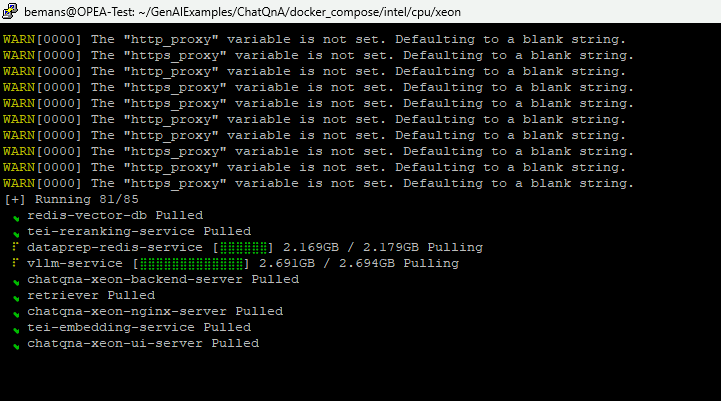 bemans@OPEA-Test: ~/GenAIExamples/ChatQnA/docker_compose/intel/cpu/xeon
WARN[0000] The "http_proxy" variable is not set. Defaulting to a blank string.
WARN[0000] The "https_proxy" variable is not set. Defaulting to a blank string.
WARN[0000] The "http_proxy" variable is not set. Defaulting to a blank string.
WARN[0000] The "https_proxy" variable is not set. Defaulting to a blank string.
WARN[0000] The "http_proxy" variable is not set. Defaulting to a blank string.
WARN[0000] The "https_proxy" variable is not set. Defaulting to a blank string.
WARN[0000] The "http_proxy" variable is not set. Defaulting to a blank string.
WARN[0000] The "https_proxy" variable is not set. Defaulting to a blank string.
WARN[0000] The "http_proxy" variable is not set. Defaulting to a blank string.
WARN[0000] The "https_proxy" variable is not set. Defaulting to a blank string.
[+] Running 81/85
redis-vector-db Pulled
tei-reranking-service Pulled
dataprep-redis-service [⣿⣿⣿⣿⣿⣿] 2.169GB / 2.179GB Pulling
vllm-service [⣿⣿⣿⣿⣿⣿⣿⣿⣿⣿⣿⣿⣿] 2.691GB / 2.694GB Pulling
chatqna-xeon-backend-server Pulled
retriever Pulled
chatqna-xeon-nginx-server Pulled
tei-embedding-service Pulled
chatqna-xeon-ui-server Pulled